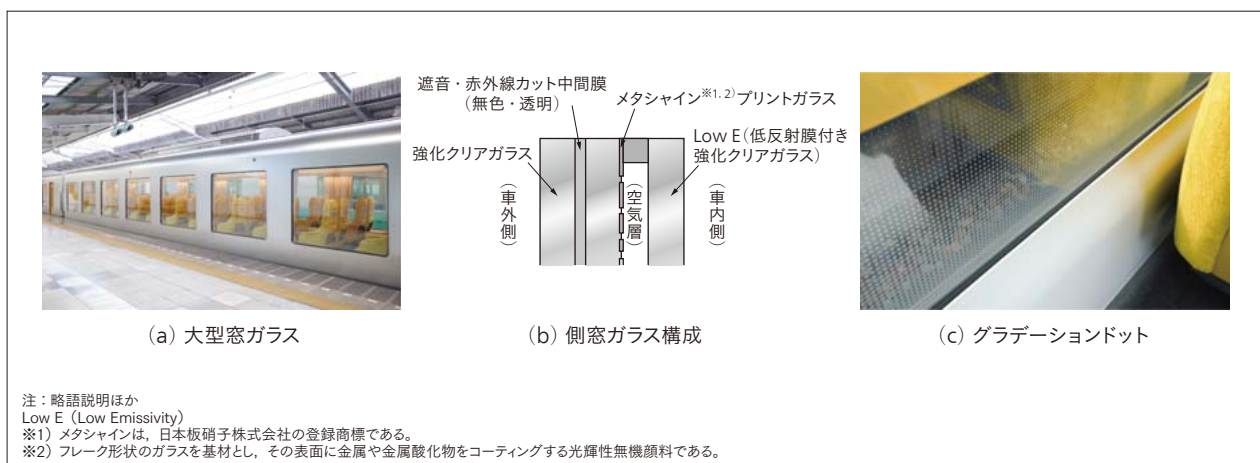 遮音・赤外線カット中間膜
(無色・透明)
メタシャイン※1, 2)プリントガラス
強化クリアガラス
Low E(低反射膜付き
強化クリアガラス)
(車外側)
(空気層)
(車内側)
(a) 大型窓ガラス
(b) 側窓ガラス構成
(c) グラデーションドット
注:略語説明ほか
Low E (Low Emissivity)
※1) メタシャインは,日本板硝子株式会社の登録商標である。
※2) フレーク形状のガラスを基材とし,その表面に金属や金属酸化物をコーティングする光輝性無機顔料である。